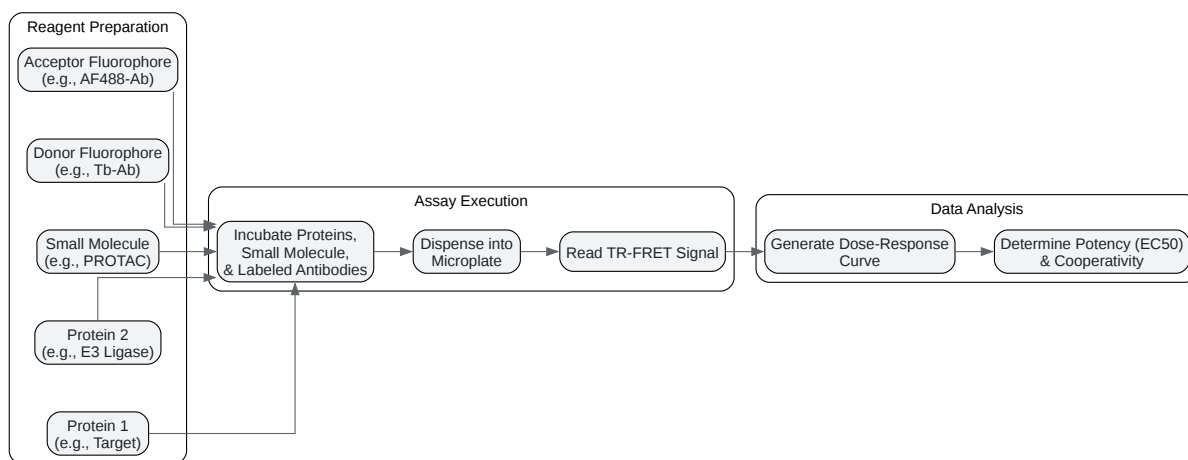 Reagent Preparation
Acceptor Fluorophore
(e.g., AF488-Ab)
Donor Fluorophore
(e.g., Tb-Ab)
Small Molecule
(e.g., PROTAC)
Protein 2
(e.g., E3 Ligase)
Protein 1
(e.g., Target)
Assay Execution
Incubate Proteins,
Small Molecule,
& Labeled Antibodies
Dispense into
Microplate
Read TR-FRET Signal
Data Analysis
Generate Dose-Response
Curve
Determine Potency (EC50)
& Cooperativity